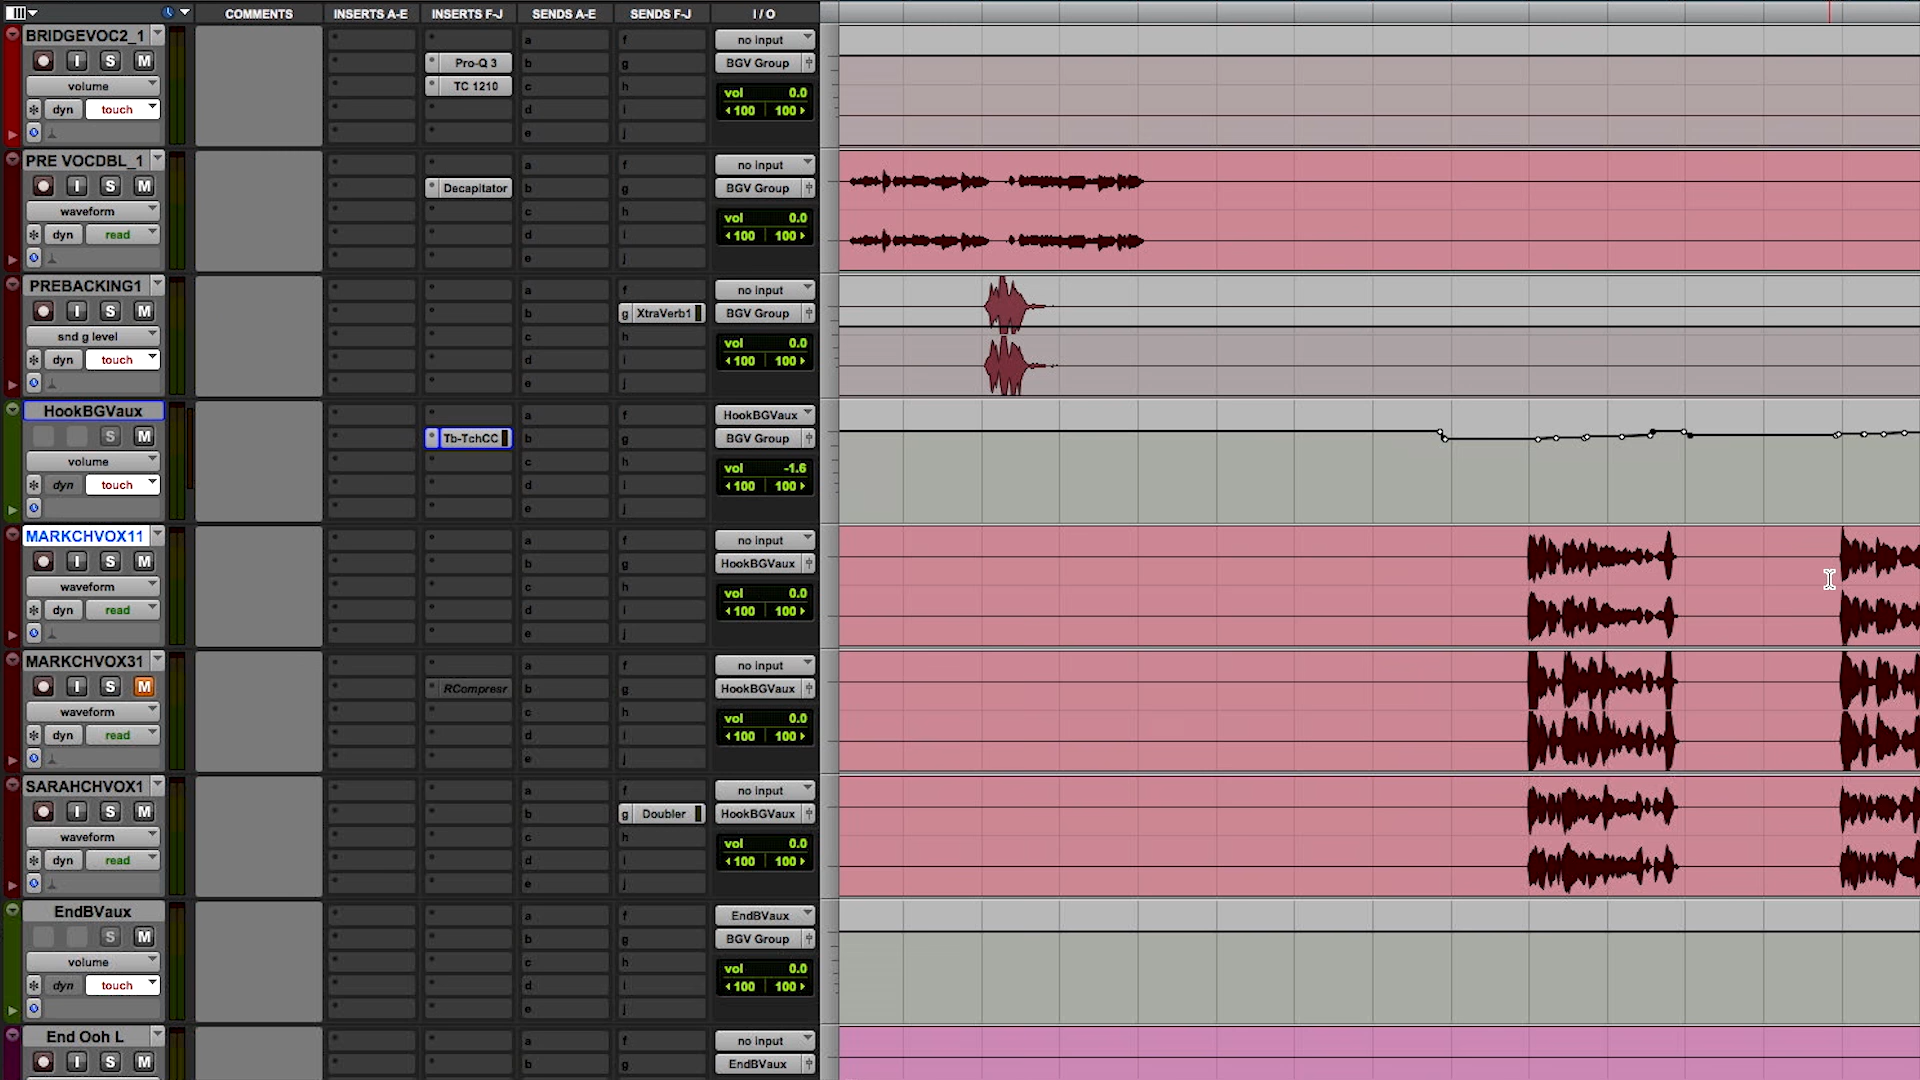 COMMENTS INSERTS A-E INSERTS F-J SENDS A-E SENDS F-J I / O
BRIDGEVOC2_1 a f no input
I S M Pro-Q 3 b g BGV Group
volume TC 1210 c h
dyn touch d i vol 0.0
e j 100 100
PRE VOCDBL_1 a f no input
I S M Decapitator b g BGV Group
waveform c h
dyn read d i vol 0.0
e j 100 100
PREBACKING1 a f no input
I S M b g XtraVerb1 BGV Group
snd g level c h
dyn touch d i vol 0.0
e j 100 100
HookBGVaux a f HookBGVaux
S M Tb-TchCC b g BGV Group
volume c h
dyn touch d i vol -1.6
e j 100 100
MARKCHVOX11 a f no input
I S M b g HookBGVaux
waveform c h
dyn read d i vol 0.0
e j 100 100
MARKCHVOX31 a f no input
I S M RCompresr b g HookBGVaux
waveform c h
dyn read d i vol 0.0
e j 100 100
SARAHCHVOX1 a f no input
I S M b g Doubler HookBGVaux
waveform c h
dyn read d i vol 0.0
e j 100 100
EndBVaux a f EndBVaux
S M b g BGV Group
volume c h
dyn touch d i vol 0.0
e j 100 100
End Ooh L a f no input
I S M b g EndBVaux